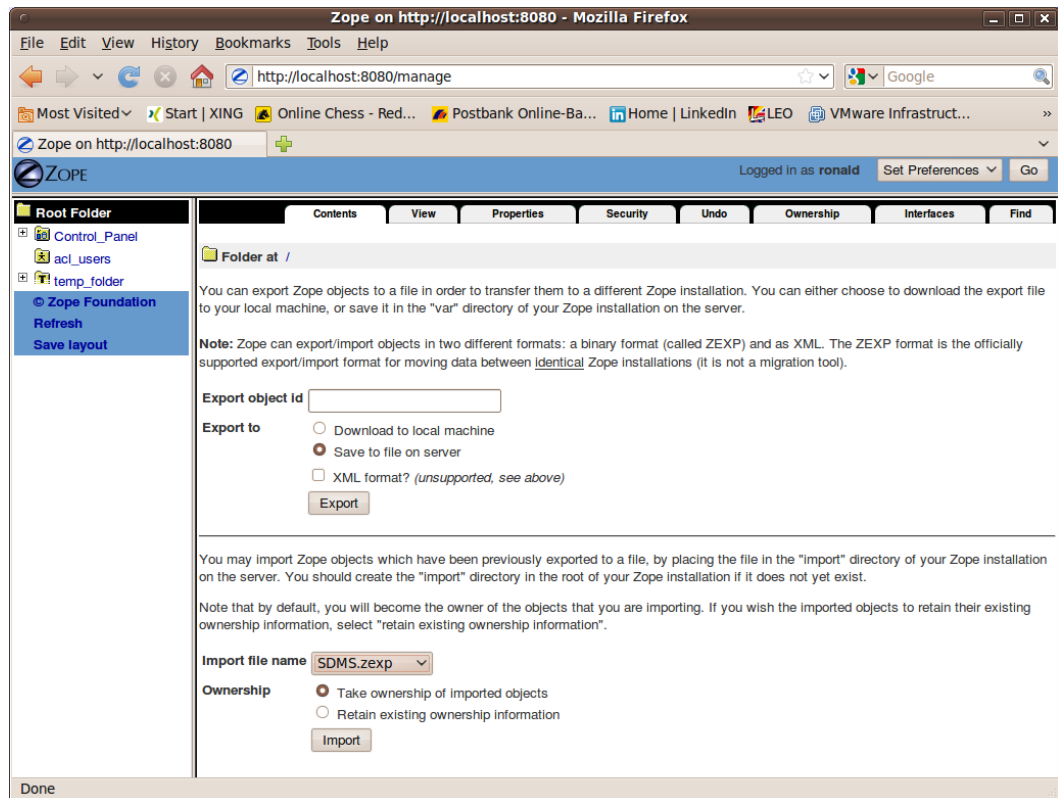 Zope on http://localhost:8080 - Mozilla Firefox
File Edit View History Bookmarks Tools Help
http://localhost:8080/manage
Google
Most Visited
Start | XING
Online Chess - Red...
Postbank Online-Ba...
Home | LinkedIn
LEO
VMware Infrastruct...
»
Zope on http://localhost:8080
ZOPE
Logged in as ronald
Set Preferences
Go
Root Folder
Control_Panel
acl_users
temp_folder
© Zope Foundation
Refresh
Save layout
Contents View Properties Security Undo Ownership Interfaces Find
Folder at /
You can export Zope objects to a file in order to transfer them to a different Zope installation. You can either choose to download the export file
to your local machine, or save it in the "var" directory of your Zope installation on the server.
Note: Zope can export/import objects in two different formats: a binary format (called ZEXP) and as XML. The ZEXP format is the officially
supported export/import format for moving data between identical Zope installations (it is not a migration tool).
Export object id
Export to
Download to local machine
Save to file on server
XML format? (unsupported, see above)
Export
You may import Zope objects which have been previously exported to a file, by placing the file in the "import" directory of your Zope installation
on the server. You should create the "import" directory in the root of your Zope installation if it does not yet exist.
Note that by default, you will become the owner of the objects that you are importing. If you wish the imported objects to retain their existing
ownership information, select "retain existing ownership information".
Import file name SDMS.zexp
Ownership
Take ownership of imported objects
Retain existing ownership information
Import
Done